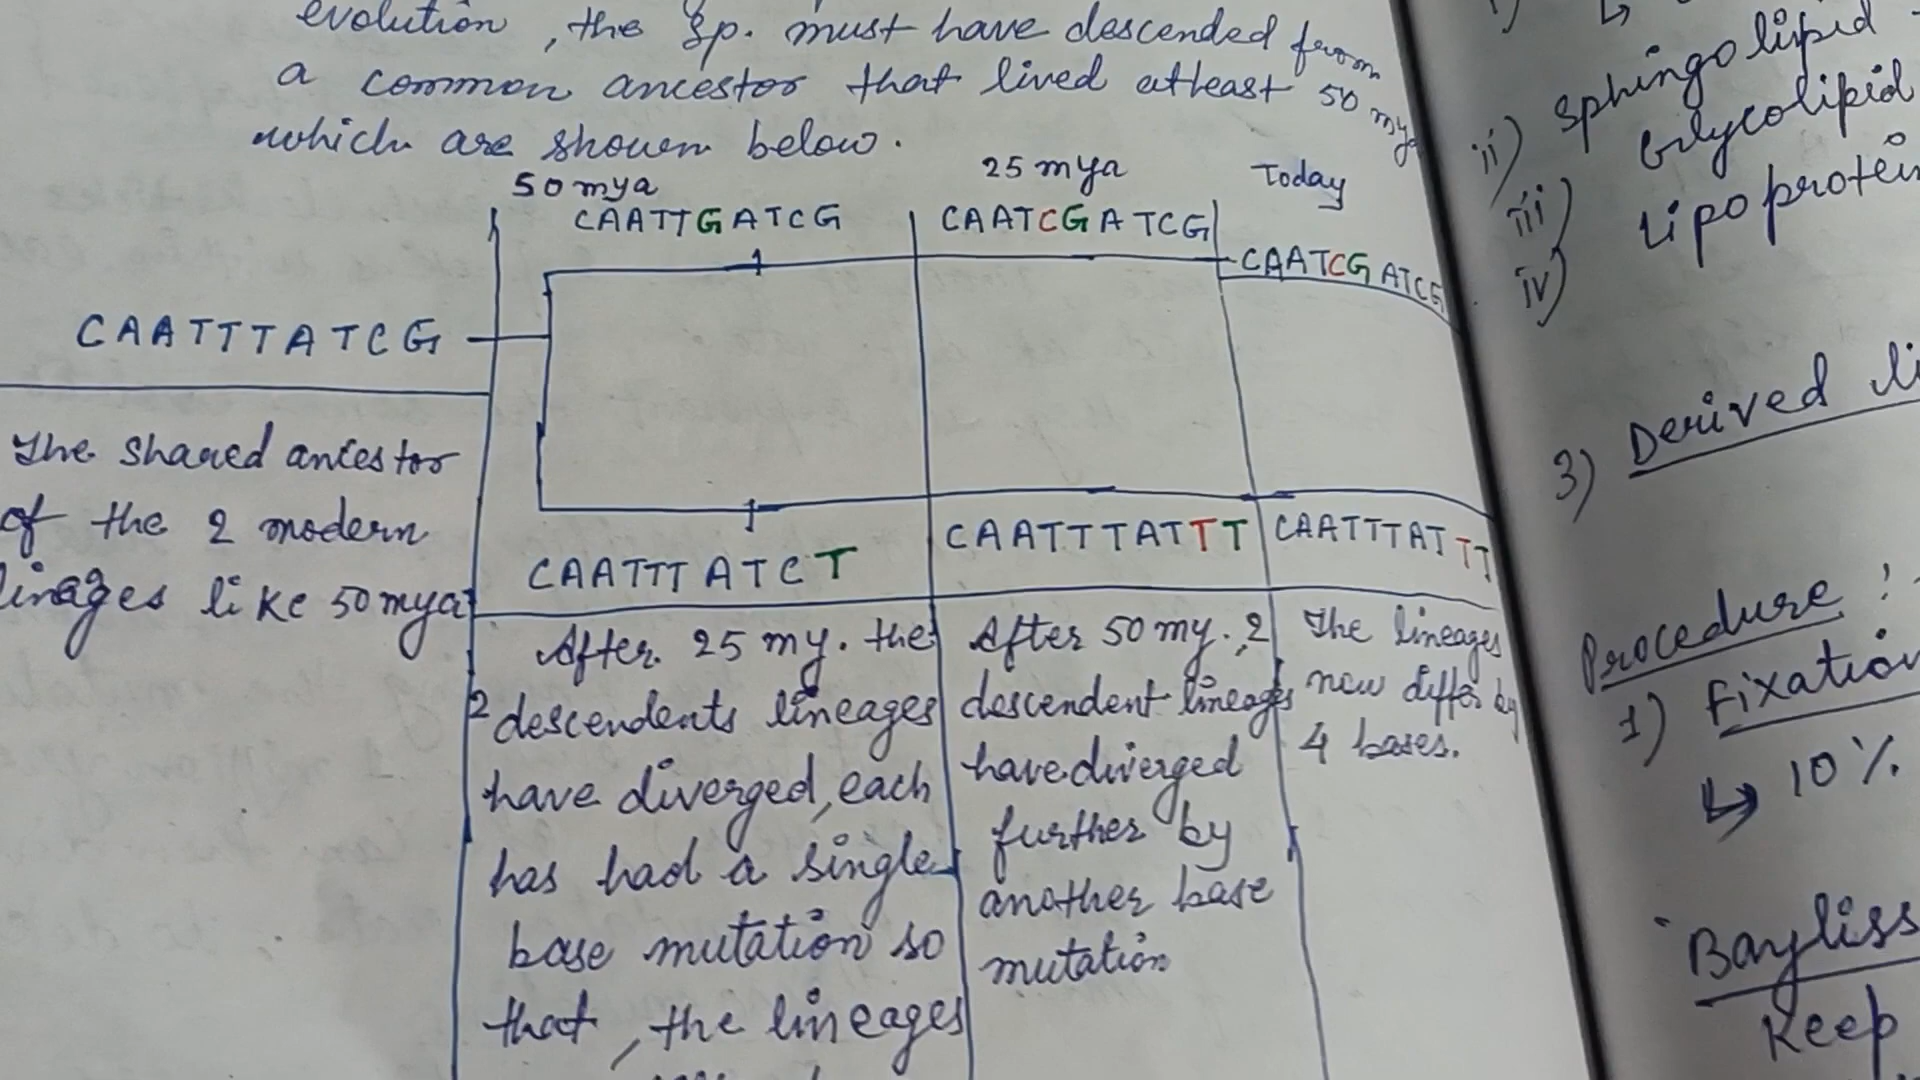 evolution, the sp. must have descended from
a common ancestor that lived atleast 50 mya
which are shown below.
50 mya 25 mya Today
CAATTGATCG CAATCGATCG
CAATCGATCG
CAATTTATCG
CAATTTATCT CAATTTATTT CAATTTATTT
The shared ancestor
of the 2 modern
linages like 50 mya
After 25 my. the
2 descendents lineages
have diverged, each
has had a single
base mutation so
that, the lineages
After 50 my. 2
descendent lineages
have diverged
further by
another base
mutation
The lineages
now differ by
4 bases.
ii) Sphingolipid
iii) Glycolipid
iv) Lipoprotein
3) Derived li
Procedure :-
1) Fixation
↳ 10%.
Bayliss
Keep